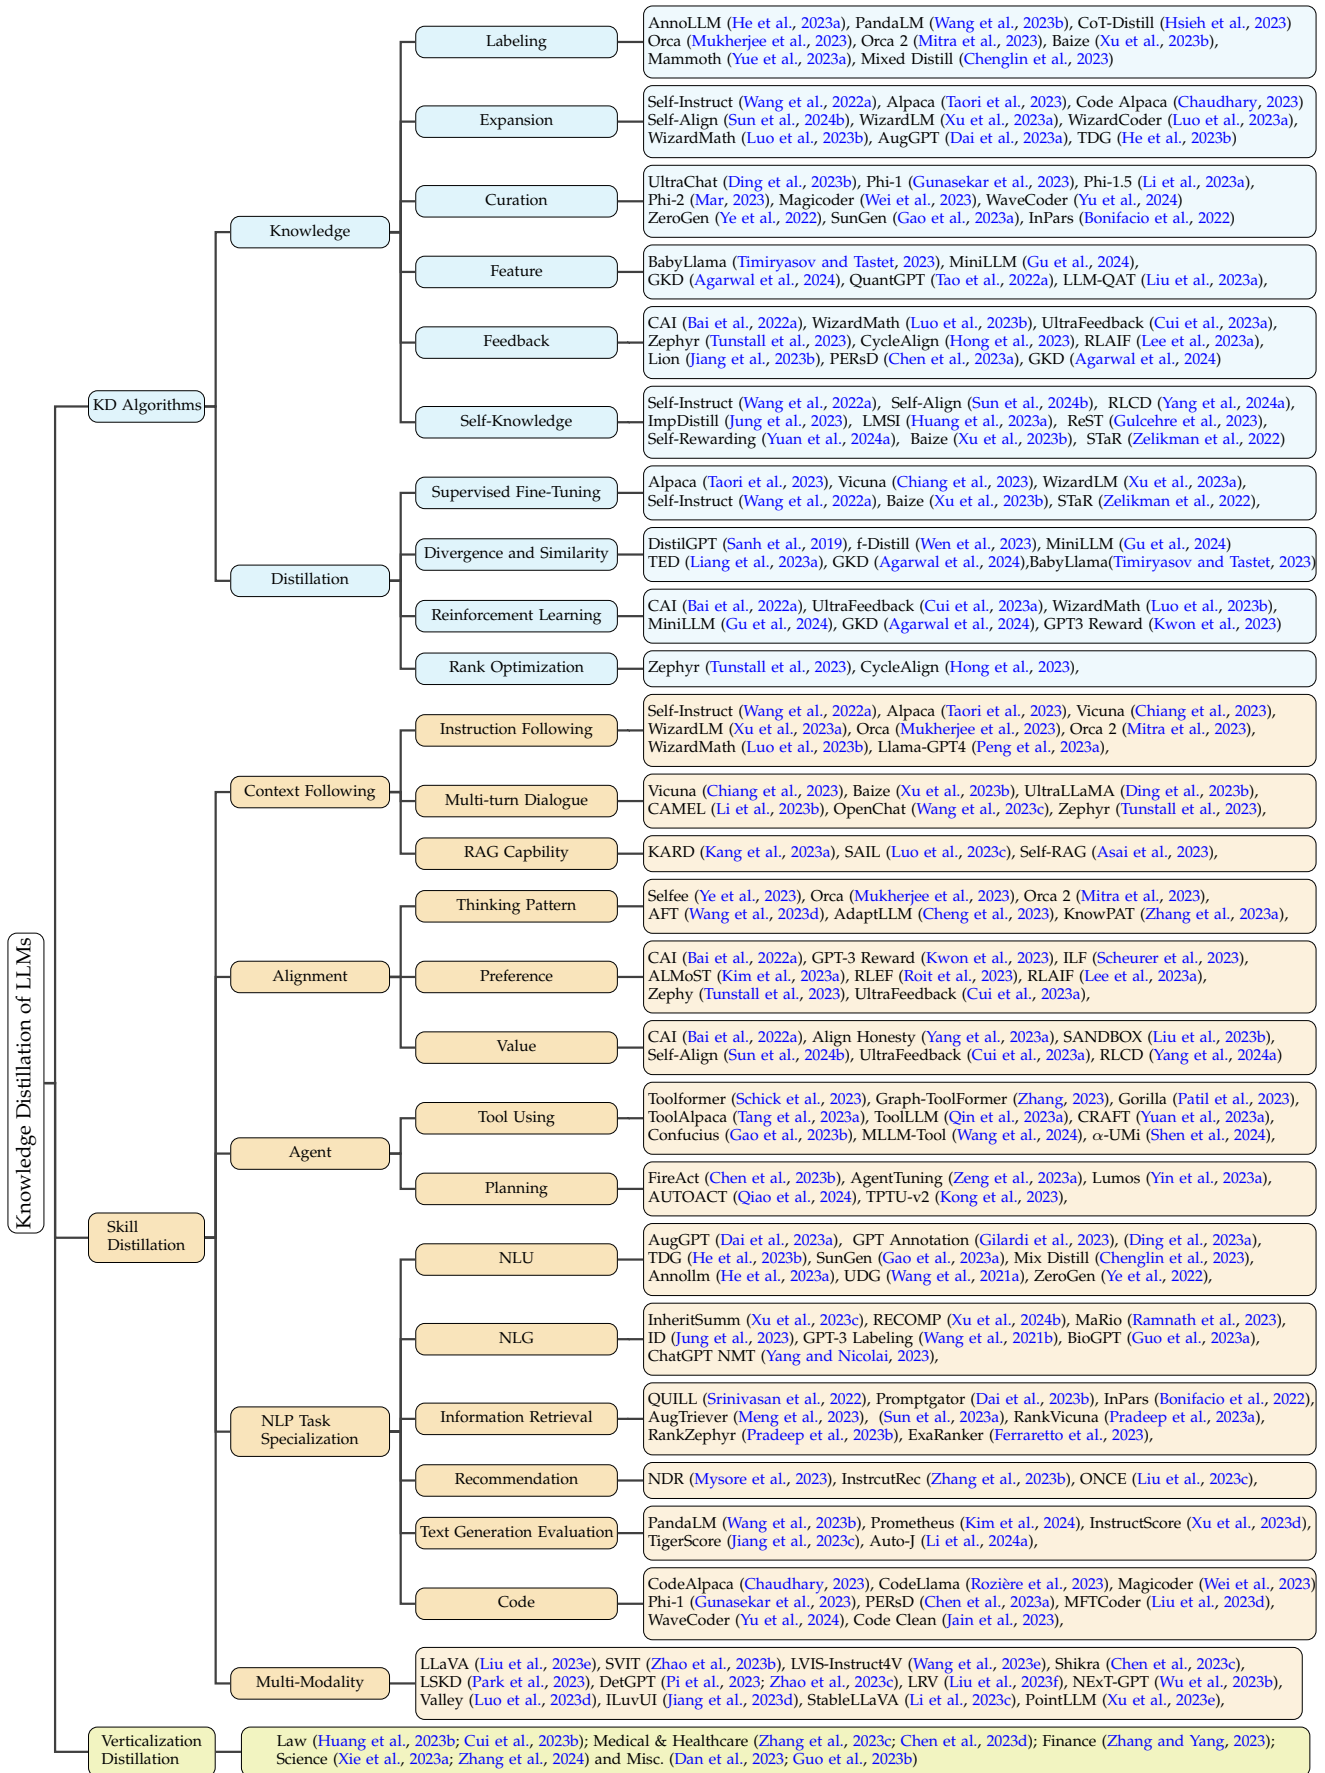 Knowledge Distillation of LLMs
KD Algorithms
Knowledge
Labeling
AnnoLLM (He et al., 2023a), PandaLM (Wang et al., 2023b), CoT-Distill (Hsieh et al., 2023)
Orca (Mukherjee et al., 2023), Orca 2 (Mitra et al., 2023), Baize (Xu et al., 2023b),
Mammoth (Yue et al., 2023a), Mixed Distill (Chenglin et al., 2023)
Expansion
Self-Instruct (Wang et al., 2022a), Alpaca (Taori et al., 2023), Code Alpaca (Chaudhary, 2023)
Self-Align (Sun et al., 2024b), WizardLM (Xu et al., 2023a), WizardCoder (Luo et al., 2023a),
WizardMath (Luo et al., 2023b), AugGPT (Dai et al., 2023a), TDG (He et al., 2023b)
Curation
UltraChat (Ding et al., 2023b), Phi-1 (Gunasekar et al., 2023), Phi-1.5 (Li et al., 2023a),
Phi-2 (Mar, 2023), Magicoder (Wei et al., 2023), WaveCoder (Yu et al., 2024)
ZeroGen (Ye et al., 2022), SunGen (Gao et al., 2023a), InPars (Bonifacio et al., 2022)
Feature
BabyLlama (Timiryasov and Tastet, 2023), MiniLLM (Gu et al., 2024),
GKD (Agarwal et al., 2024), QuantGPT (Tao et al., 2022a), LLM-QAT (Liu et al., 2023a),
Feedback
CAI (Bai et al., 2022a), WizardMath (Luo et al., 2023b), UltraFeedback (Cui et al., 2023a),
Zephyr (Tunstall et al., 2023), CycleAlign (Hong et al., 2023), RLAIF (Lee et al., 2023a),
Lion (Jiang et al., 2023b), PERsD (Chen et al., 2023a), GKD (Agarwal et al., 2024)
Self-Knowledge
Self-Instruct (Wang et al., 2022a), Self-Align (Sun et al., 2024b), RLCD (Yang et al., 2024a),
ImpDistill (Jung et al., 2023), LMSI (Huang et al., 2023a), ReST (Gulcehre et al., 2023),
Self-Rewarding (Yuan et al., 2024a), Baize (Xu et al., 2023b), STaR (Zelikman et al., 2022)
Distillation
Supervised Fine-Tuning
Alpaca (Taori et al., 2023), Vicuna (Chiang et al., 2023), WizardLM (Xu et al., 2023a),
Self-Instruct (Wang et al., 2022a), Baize (Xu et al., 2023b), STaR (Zelikman et al., 2022),
Divergence and Similarity
DistilGPT (Sanh et al., 2019), f-Distill (Wen et al., 2023), MiniLLM (Gu et al., 2024)
TED (Liang et al., 2023a), GKD (Agarwal et al., 2024),BabyLlama(Timiryasov and Tastet, 2023)
Reinforcement Learning
CAI (Bai et al., 2022a), UltraFeedback (Cui et al., 2023a), WizardMath (Luo et al., 2023b),
MiniLLM (Gu et al., 2024), GKD (Agarwal et al., 2024), GPT3 Reward (Kwon et al., 2023)
Rank Optimization
Zephyr (Tunstall et al., 2023), CycleAlign (Hong et al., 2023),
Skill
Distillation
Context Following
Instruction Following
Self-Instruct (Wang et al., 2022a), Alpaca (Taori et al., 2023), Vicuna (Chiang et al., 2023),
WizardLM (Xu et al., 2023a), Orca (Mukherjee et al., 2023), Orca 2 (Mitra et al., 2023),
WizardMath (Luo et al., 2023b), Llama-GPT4 (Peng et al., 2023a),
Multi-turn Dialogue
Vicuna (Chiang et al., 2023), Baize (Xu et al., 2023b), UltraLLaMA (Ding et al., 2023b),
CAMEL (Li et al., 2023b), OpenChat (Wang et al., 2023c), Zephyr (Tunstall et al., 2023),
RAG Capbility
KARD (Kang et al., 2023a), SAIL (Luo et al., 2023c), Self-RAG (Asai et al., 2023),
Alignment
Thinking Pattern
Selfee (Ye et al., 2023), Orca (Mukherjee et al., 2023), Orca 2 (Mitra et al., 2023),
AFT (Wang et al., 2023d), AdaptLLM (Cheng et al., 2023), KnowPAT (Zhang et al., 2023a),
Preference
CAI (Bai et al., 2022a), GPT-3 Reward (Kwon et al., 2023), ILF (Scheurer et al., 2023),
ALMoST (Kim et al., 2023a), RLEF (Roit et al., 2023), RLAIF (Lee et al., 2023a),
Zephy (Tunstall et al., 2023), UltraFeedback (Cui et al., 2023a),
Value
CAI (Bai et al., 2022a), Align Honesty (Yang et al., 2023a), SANDBOX (Liu et al., 2023b),
Self-Align (Sun et al., 2024b), UltraFeedback (Cui et al., 2023a), RLCD (Yang et al., 2024a)
Agent
Tool Using
Toolformer (Schick et al., 2023), Graph-ToolFormer (Zhang, 2023), Gorilla (Patil et al., 2023),
ToolAlpaca (Tang et al., 2023a), ToolLLM (Qin et al., 2023a), CRAFT (Yuan et al., 2023a),
Confucius (Gao et al., 2023b), MLLM-Tool (Wang et al., 2024), α-UMi (Shen et al., 2024),
Planning
FireAct (Chen et al., 2023b), AgentTuning (Zeng et al., 2023a), Lumos (Yin et al., 2023a),
AUTOACT (Qiao et al., 2024), TPTU-v2 (Kong et al., 2023),
NLP Task
Specialization
NLU
AugGPT (Dai et al., 2023a), GPT Annotation (Gilardi et al., 2023), (Ding et al., 2023a),
TDG (He et al., 2023b), SunGen (Gao et al., 2023a), Mix Distill (Chenglin et al., 2023),
Annollm (He et al., 2023a), UDG (Wang et al., 2021a), ZeroGen (Ye et al., 2022),
NLG
InheritSumm (Xu et al., 2023c), RECOMP (Xu et al., 2024b), MaRio (Ramnath et al., 2023),
ID (Jung et al., 2023), GPT-3 Labeling (Wang et al., 2021b), BioGPT (Guo et al., 2023a),
ChatGPT NMT (Yang and Nicolai, 2023),
Information Retrieval
QUILL (Srinivasan et al., 2022), Promptgator (Dai et al., 2023b), InPars (Bonifacio et al., 2022),
AugTriever (Meng et al., 2023), (Sun et al., 2023a), RankVicuna (Pradeep et al., 2023a),
RankZephyr (Pradeep et al., 2023b), ExaRanker (Ferraretto et al., 2023),
Recommendation
NDR (Mysore et al., 2023), InstrcutRec (Zhang et al., 2023b), ONCE (Liu et al., 2023c),
Text Generation Evaluation
PandaLM (Wang et al., 2023b), Prometheus (Kim et al., 2024), InstructScore (Xu et al., 2023d),
TigerScore (Jiang et al., 2023c), Auto-J (Li et al., 2024a),
Code
CodeAlpaca (Chaudhary, 2023), CodeLlama (Rozière et al., 2023), Magicoder (Wei et al., 2023)
Phi-1 (Gunasekar et al., 2023), PERsD (Chen et al., 2023a), MFTCoder (Liu et al., 2023d),
WaveCoder (Yu et al., 2024), Code Clean (Jain et al., 2023),
Multi-Modality
LLaVA (Liu et al., 2023e), SVIT (Zhao et al., 2023b), LVIS-Instruct4V (Wang et al., 2023e), Shikra (Chen et al., 2023c),
LSKD (Park et al., 2023), DetGPT (Pi et al., 2023; Zhao et al., 2023c), LRV (Liu et al., 2023f), NExT-GPT (Wu et al., 2023b),
Valley (Luo et al., 2023d), ILuvUI (Jiang et al., 2023d), StableLLaVA (Li et al., 2023c), PointLLM (Xu et al., 2023e),
Verticalization
Distillation
Law (Huang et al., 2023b; Cui et al., 2023b); Medical & Healthcare (Zhang et al., 2023c; Chen et al., 2023d); Finance (Zhang and Yang, 2023);
Science (Xie et al., 2023a; Zhang et al., 2024) and Misc. (Dan et al., 2023; Guo et al., 2023b)